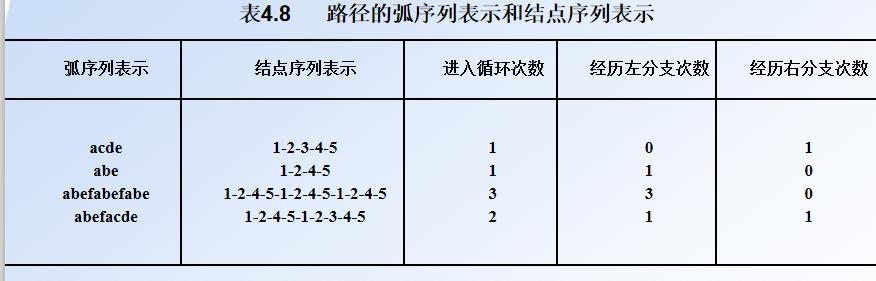 表4.8 路径的弧序列表示和结点序列表示
弧序列表示 结点序列表示 进入循环次数 经历左分支次数 经历右分支次数
acde 1-2-3-4-5 1 0 1
abe 1-2-4-5 1 1 0
abefabefabe 1-2-4-5-1-2-4-5-1-2-4-5 3 3 0
abefacde 1-2-4-5-1-2-3-4-5 2 1 1